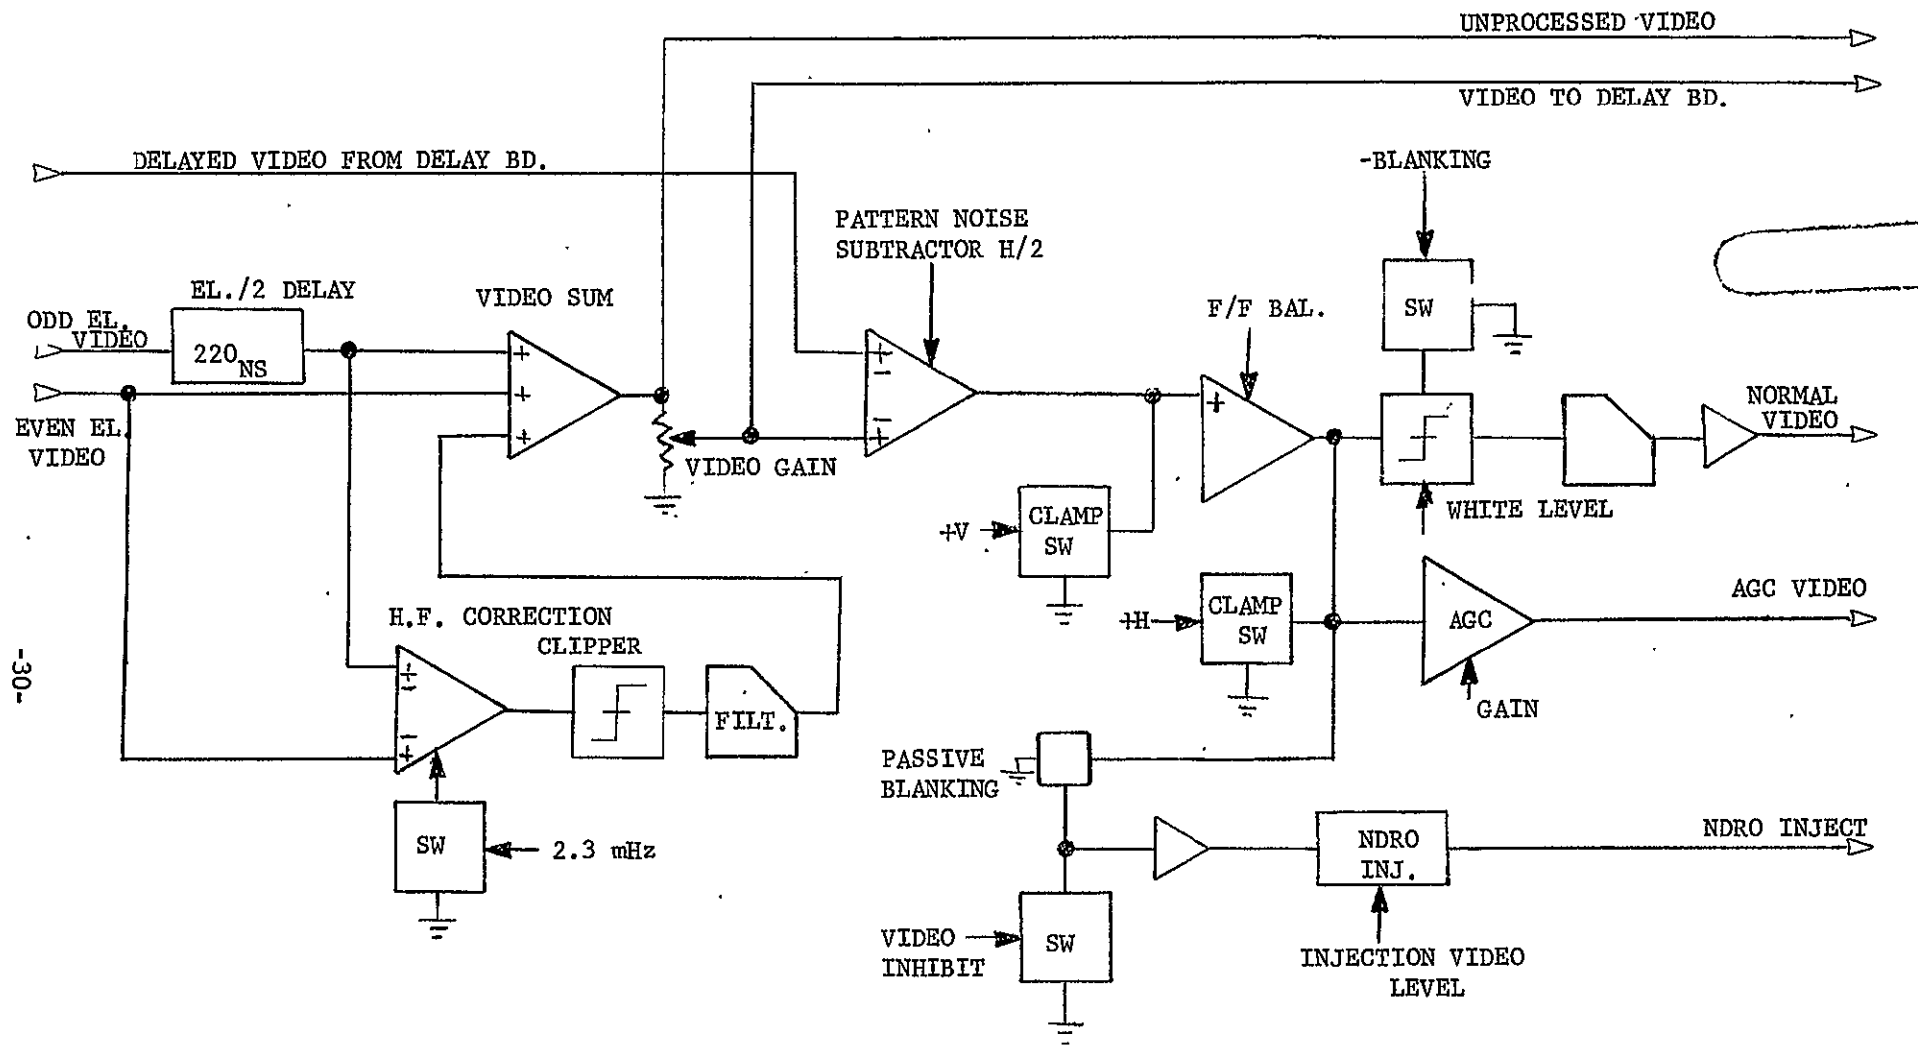 UNPROCESSED VIDEO
VIDEO TO DELAY BD.
DELAYED VIDEO FROM DELAY BD.
-BLANKING
PATTERN NOISE
SUBTRACTOR H/2
EL./2 DELAY
VIDEO SUM
F/F BAL.
SW
ODD EL.
VIDEO
220 NS
+
+
+
+
-
-
+
+
EVEN EL.
VIDEO
VIDEO GAIN
NORMAL
VIDEO
WHITE LEVEL
+V
CLAMP
SW
+H
CLAMP
SW
AGC
AGC VIDEO
GAIN
H.F. CORRECTION
CLIPPER
+
-
-
+
FILT.
SW
2.3 mHz
PASSIVE
BLANKING
NDRO
INJ.
NDRO INJECT
VIDEO
INHIBIT
SW
INJECTION VIDEO
LEVEL
-30-